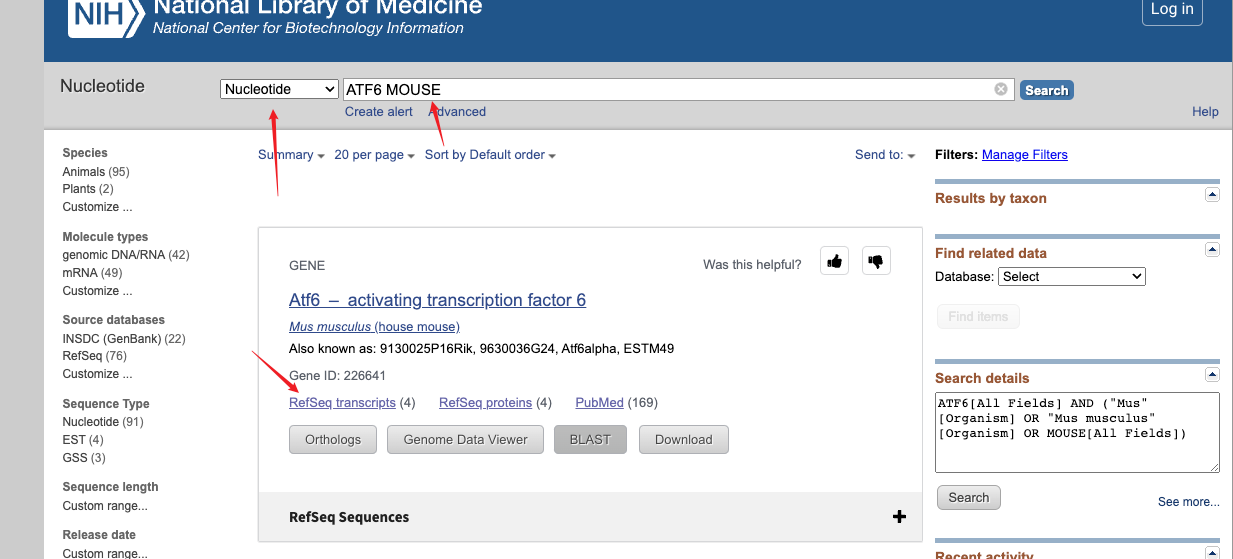 NIH
National Library of Medicine
National Center for Biotechnology Information
Log in
Nucleotide
Nucleotide
ATF6 MOUSE
Search
Create alert
Advanced
Help
Species
Animals (95)
Plants (2)
Customize ...
Molecule types
genomic DNA/RNA (42)
mRNA (49)
Customize ...
Source databases
INSDC (GenBank) (22)
RefSeq (76)
Customize ...
Sequence Type
Nucleotide (91)
EST (4)
GSS (3)
Sequence length
Custom range...
Release date
Custom range...
Summary
20 per page
Sort by Default order
Send to:
GENE
Was this helpful?
Atf6 – activating transcription factor 6
Mus musculus (house mouse)
Also known as: 9130025P16Rik, 9630036G24, Atf6alpha, ESTM49
Gene ID: 226641
RefSeq transcripts (4)
RefSeq proteins (4)
PubMed (169)
Orthologs
Genome Data Viewer
BLAST
Download
RefSeq Sequences
Filters: Manage Filters
Results by taxon
Find related data
Database: Select
Find items
Search details
ATF6[All Fields] AND ("Mus"
[Organism] OR "Mus musculus"
[Organism] OR MOUSE[All Fields])
Search
See more...
Recent activity